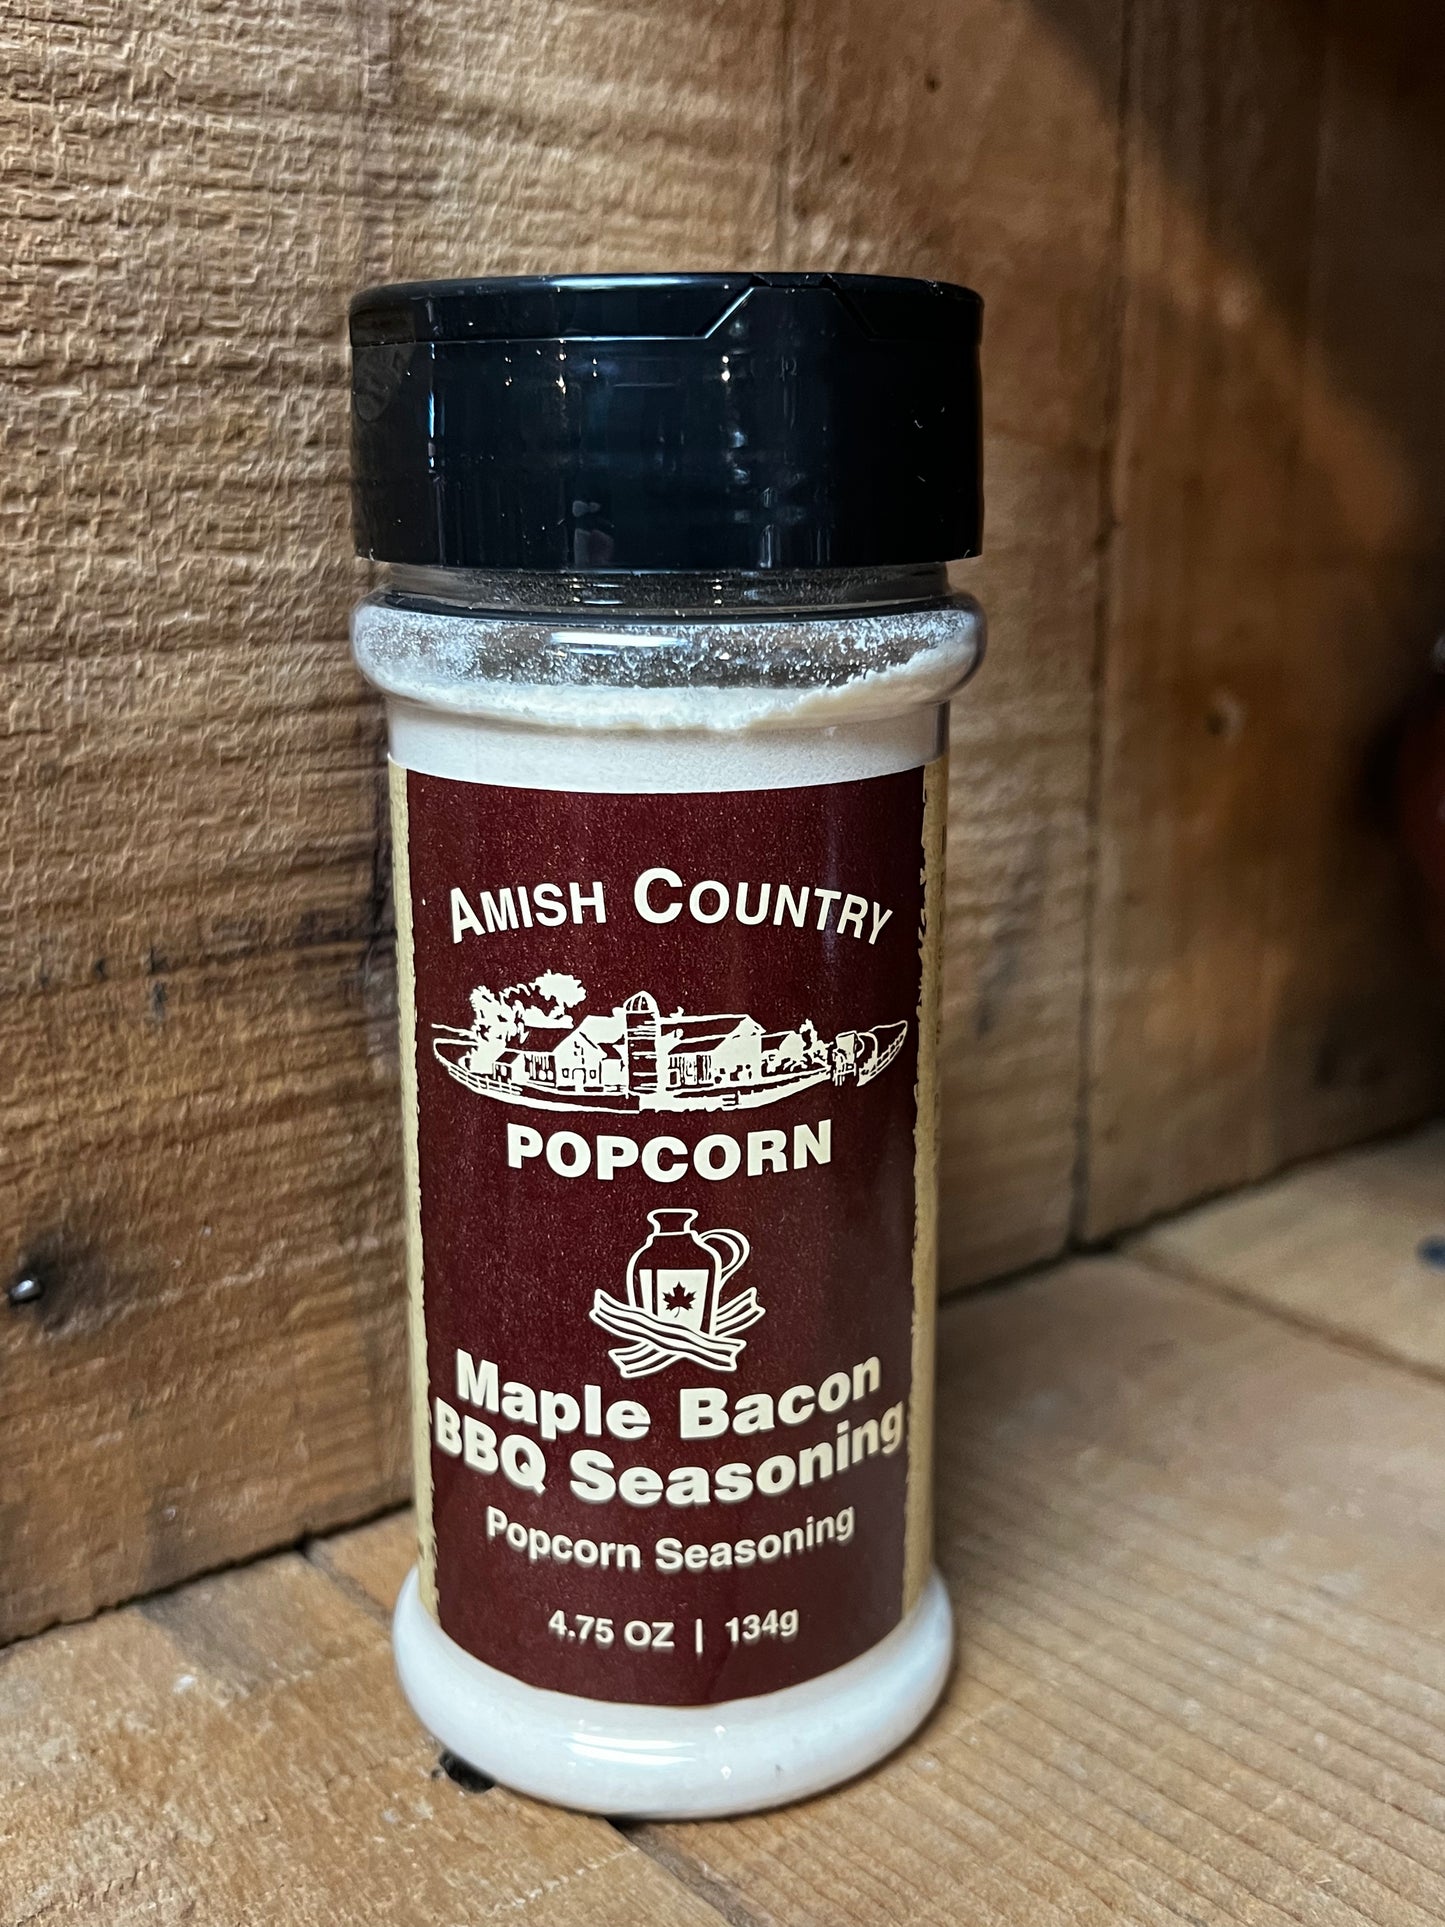 AMISH COUNTRY
POPCORN
Maple Bacon
BBQ Seasoning
Popcorn Seasoning
4.75 OZ | 134g